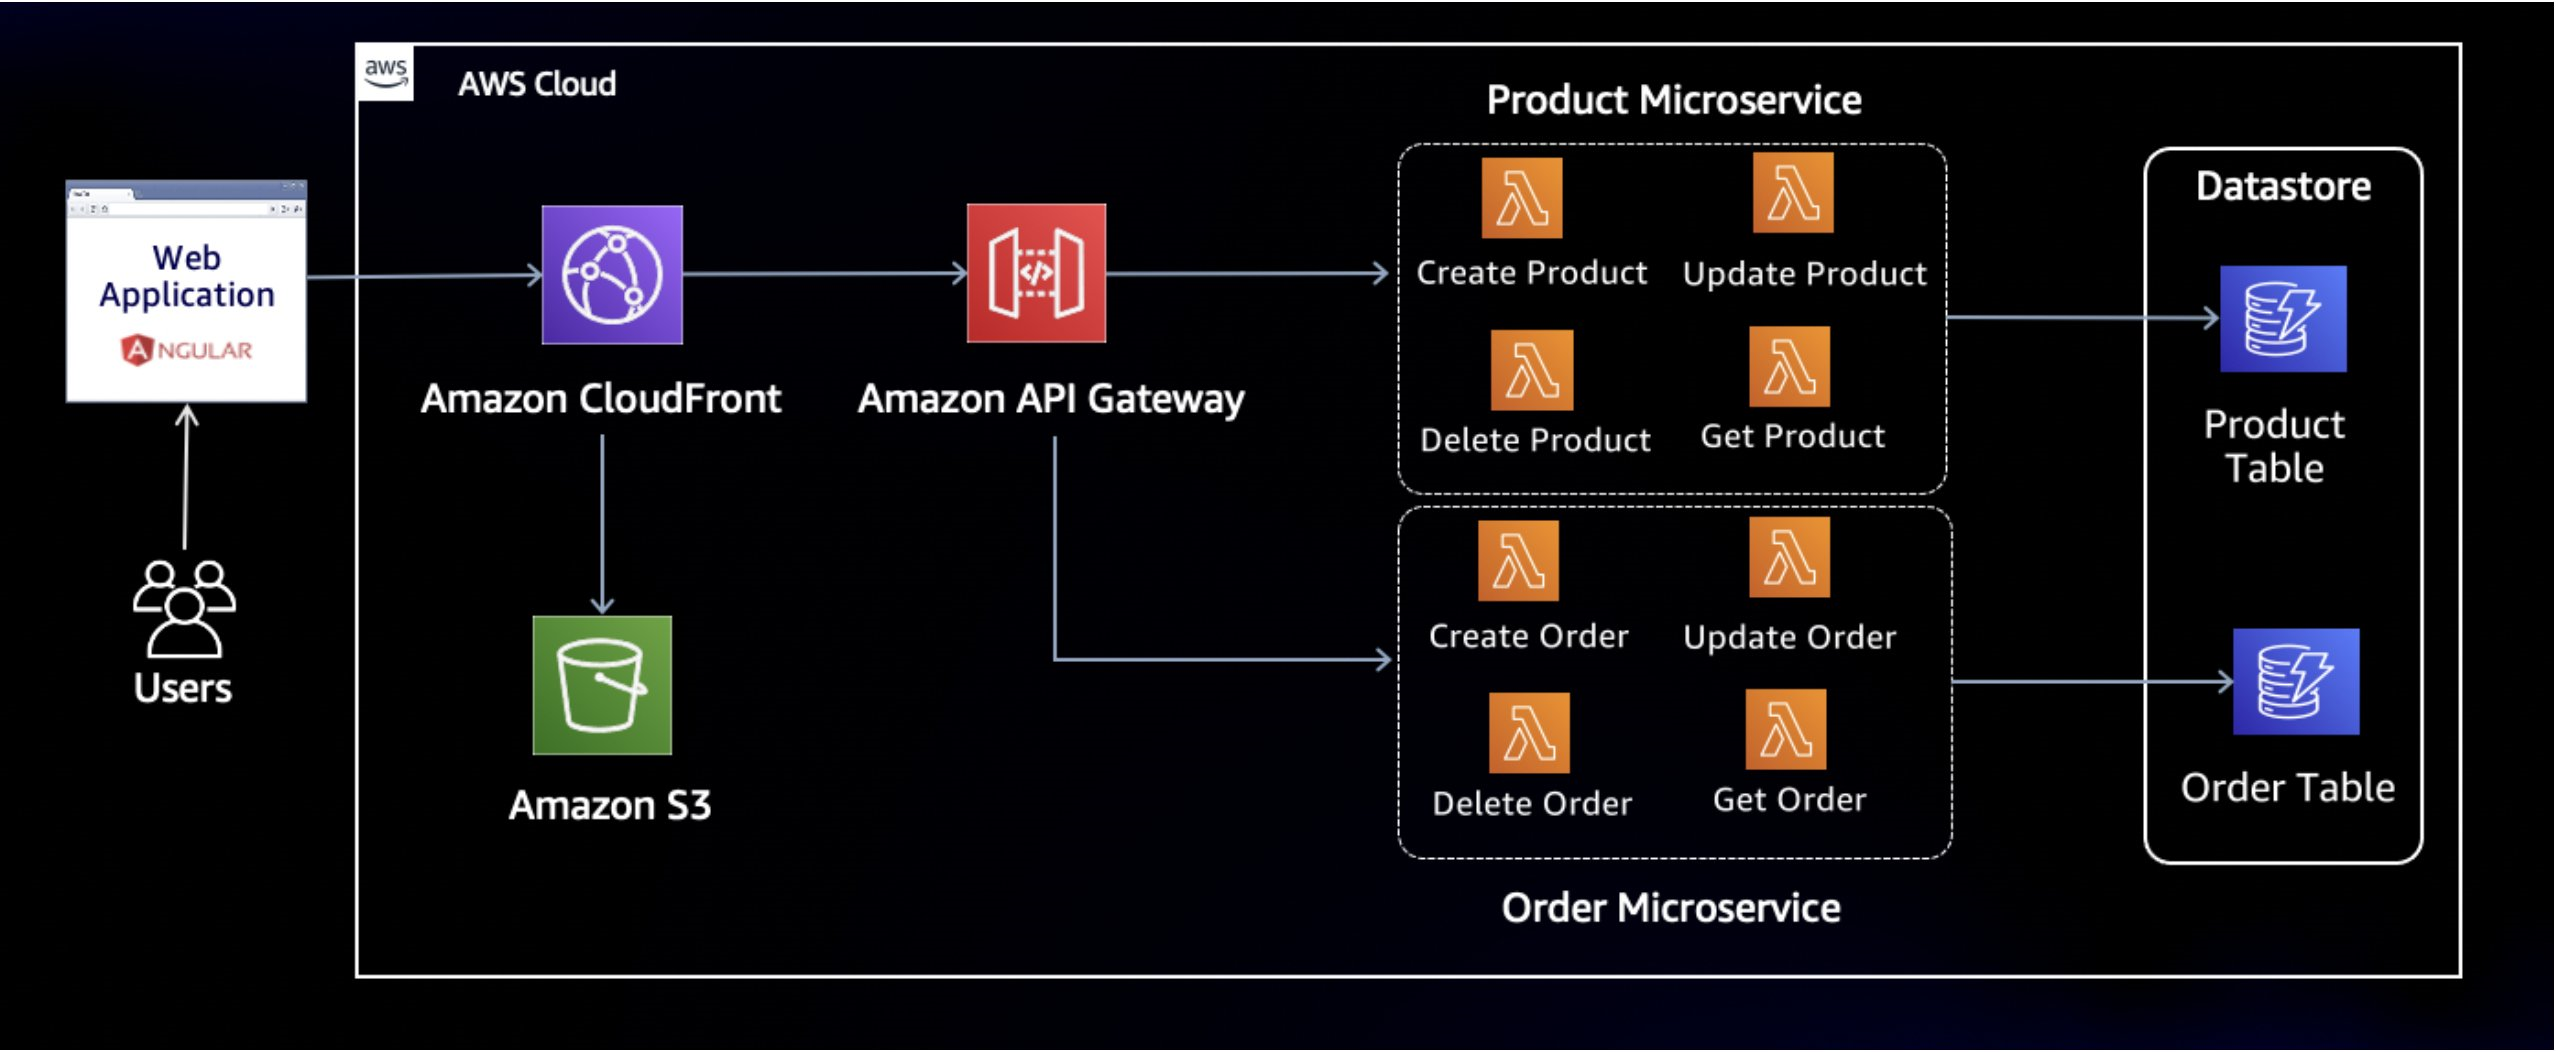 aws
AWS Cloud
Product Microservice
Web
Application
ANGULAR
Users
Amazon CloudFront
Amazon API Gateway
Amazon S3
Create Product
Update Product
Delete Product
Get Product
Create Order
Update Order
Delete Order
Get Order
Order Microservice
Datastore
Product
Table
Order Table